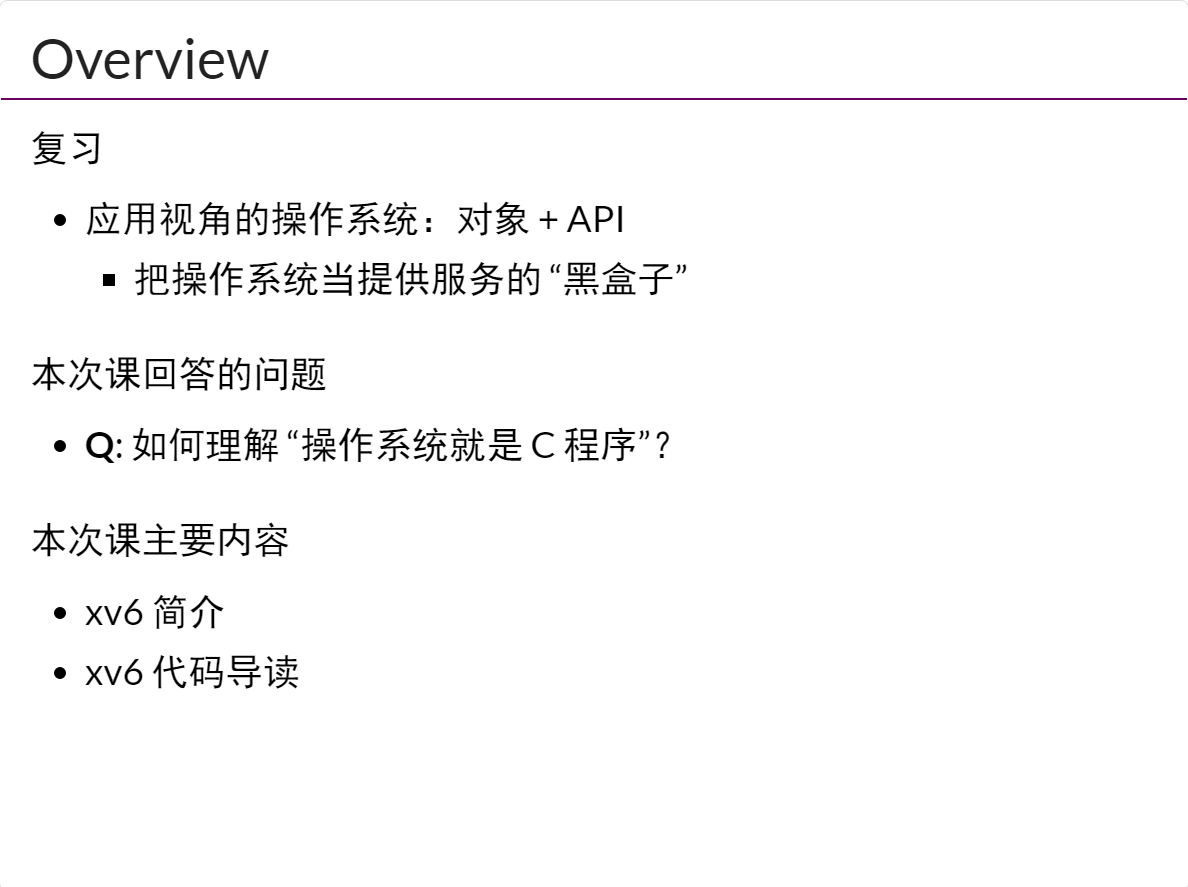 Overview
复习
应用视角的操作系统：对象 + API
把操作系统当提供服务的 “黑盒子”
本次课回答的问题
Q: 如何理解 “操作系统就是 C 程序”？
本次课主要内容
xv6 简介
xv6 代码导读